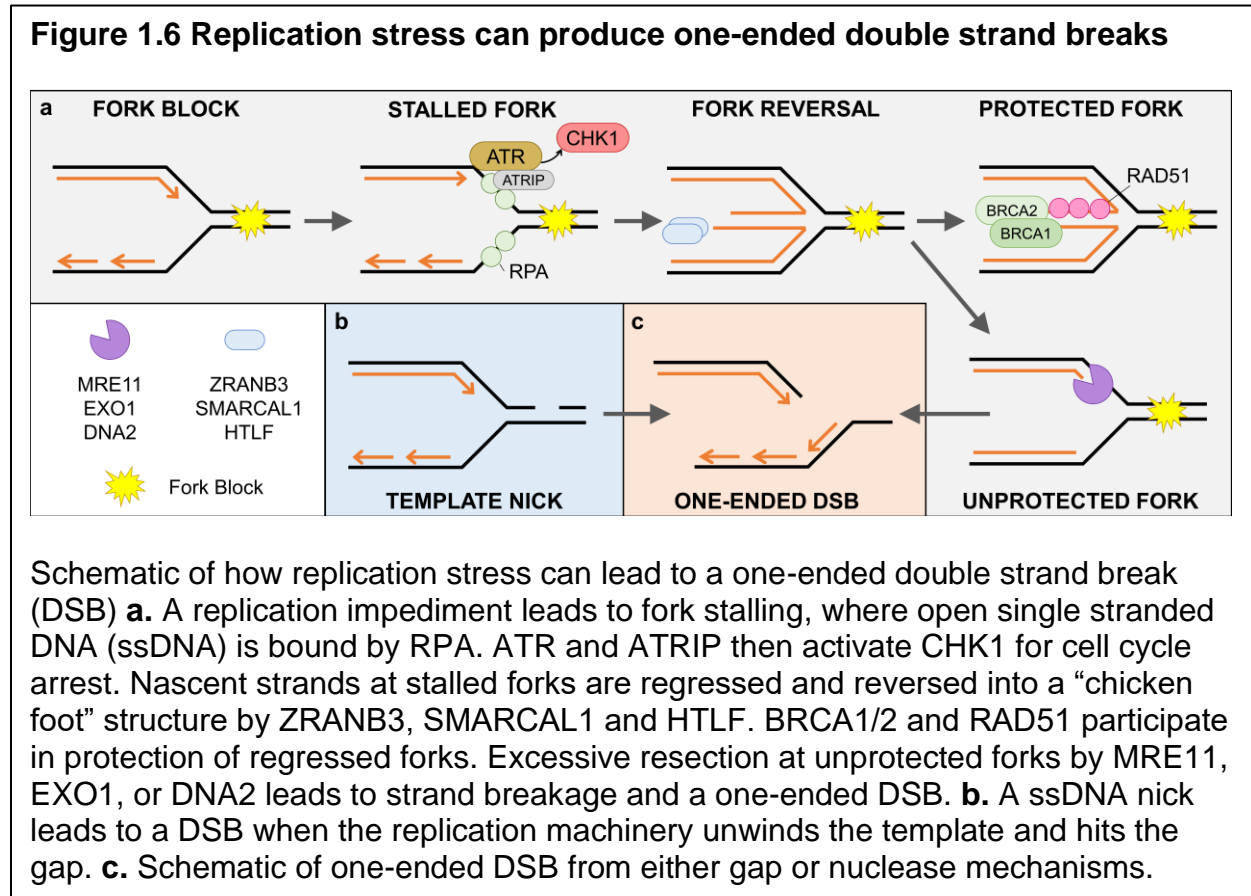 Figure 1.6 Replication stress can produce one-ended double strand breaks
a
FORK BLOCK
STALLED FORK
FORK REVERSAL
PROTECTED FORK
ATR
CHK1
ATRIP
RPA
RAD51
BRCA2
BRCA1
MRE11
EXO1
DNA2
ZRANB3
SMARCAL1
HTLF
Fork Block
b
TEMPLATE NICK
c
ONE-ENDED DSB
UNPROTECTED FORK
Schematic of how replication stress can lead to a one-ended double strand break
(DSB) a. A replication impediment leads to fork stalling, where open single stranded
DNA (ssDNA) is bound by RPA. ATR and ATRIP then activate CHK1 for cell cycle
arrest. Nascent strands at stalled forks are regressed and reversed into a “chicken
foot” structure by ZRANB3, SMARCAL1 and HTLF. BRCA1/2 and RAD51 participate
in protection of regressed forks. Excessive resection at unprotected forks by MRE11,
EXO1, or DNA2 leads to strand breakage and a one-ended DSB. b. A ssDNA nick
leads to a DSB when the replication machinery unwinds the template and hits the
gap. c. Schematic of one-ended DSB from either gap or nuclease mechanisms.